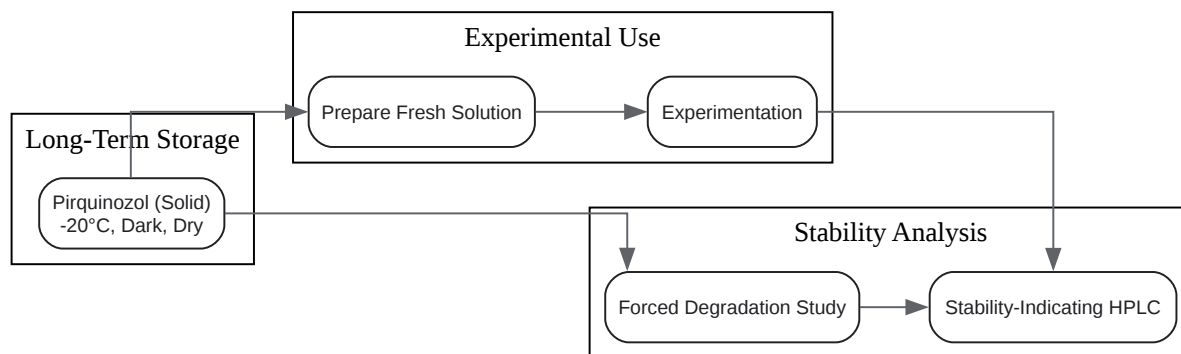 Experimental Use
Prepare Fresh Solution
Experimentation
Long-Term Storage
Pirquinozol (Solid)
-20°C, Dark, Dry
Stability Analysis
Forced Degradation Study
Stability-Indicating HPLC